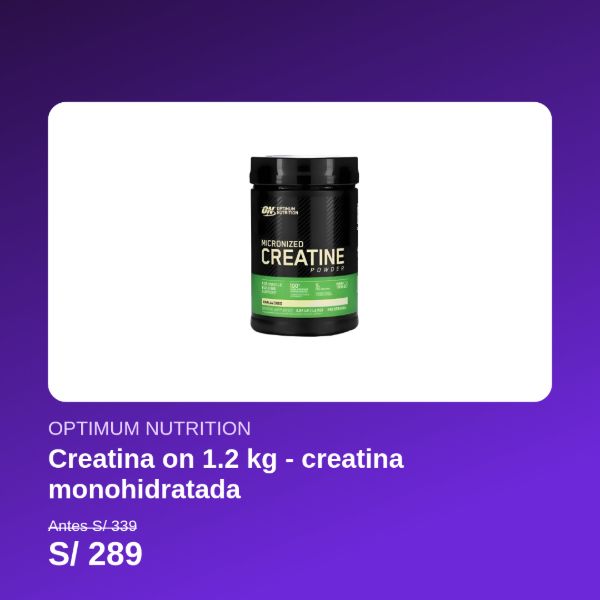 ON OPTIMUM
NUTRITION
MICRONIZED
CREATINE
POWDER
OPTIMUM NUTRITION
Creatina on 1.2 kg - creatina
monohidratada
Antes S/ 339
S/ 289